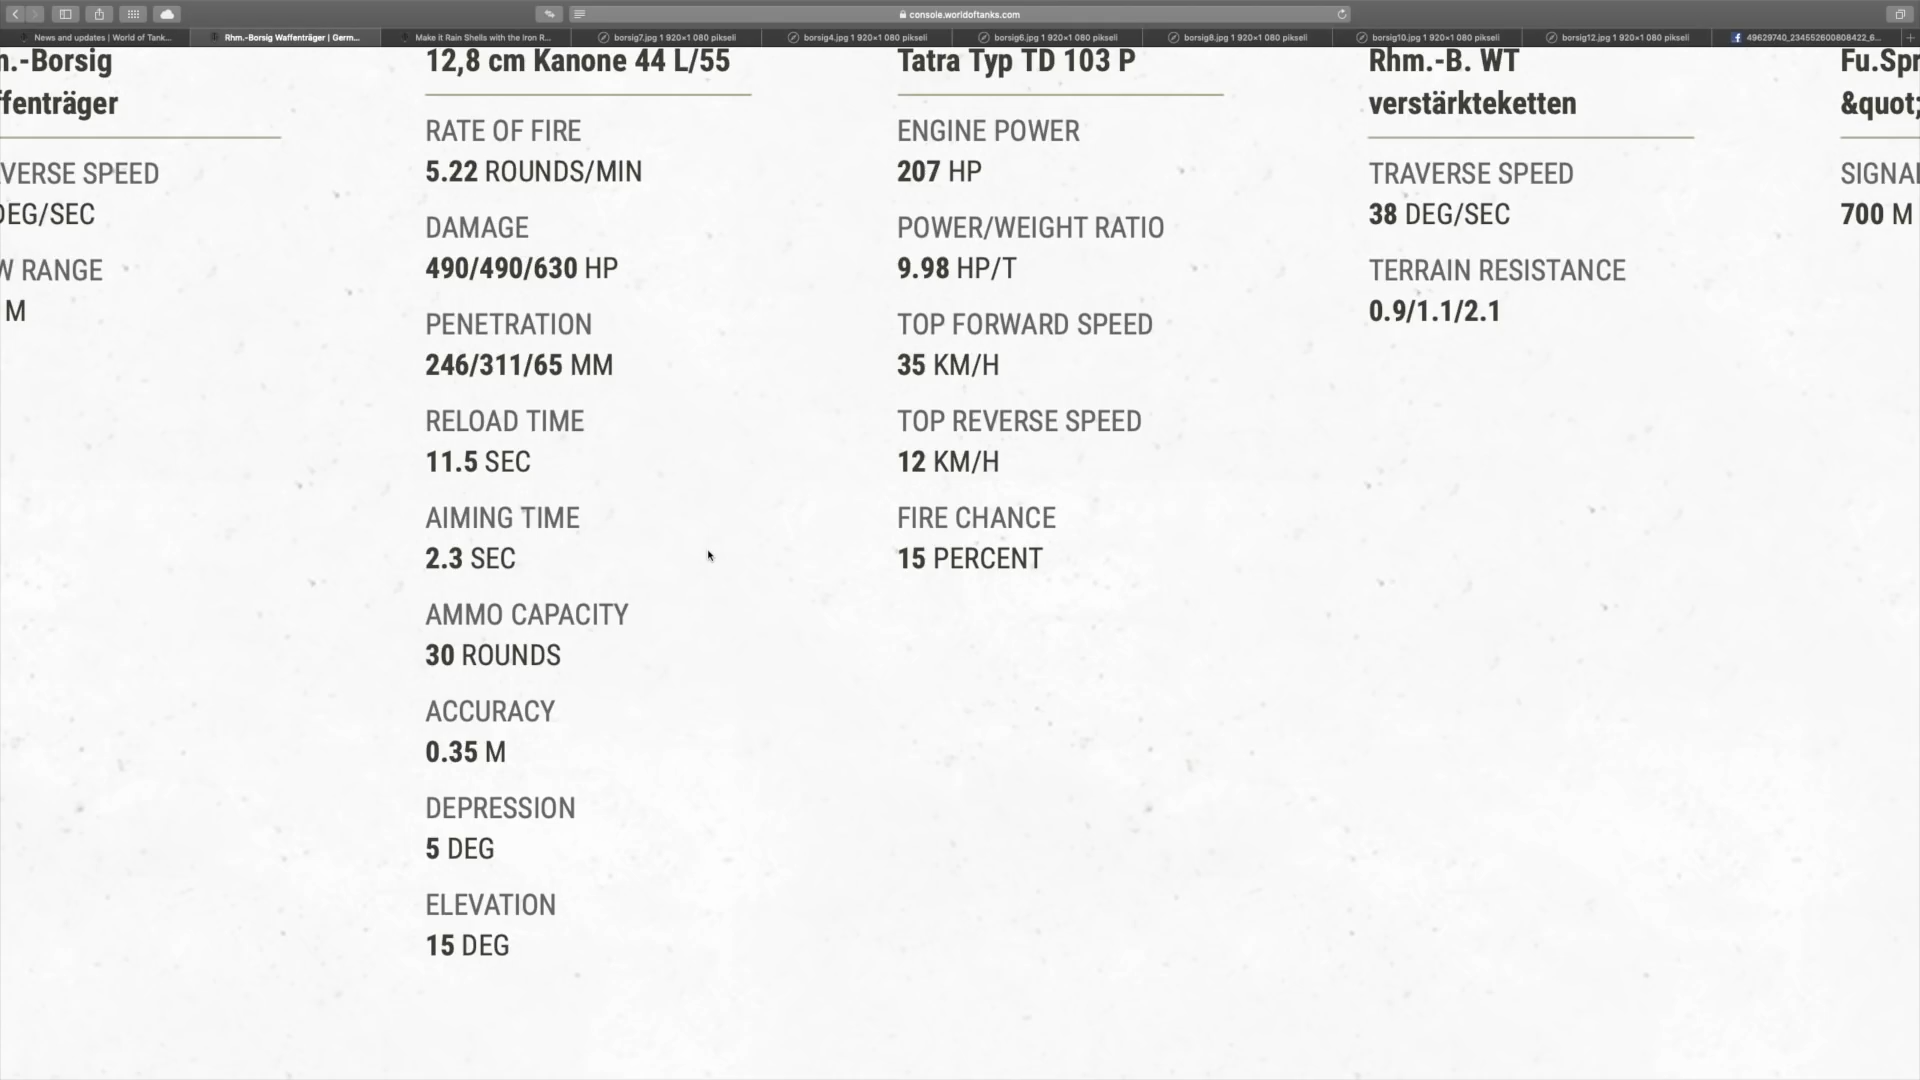 console.worldoftanks.com
News and updates | World of Tank...
Rhm.-Borsig Waffenträger | Germ...
Make it Rain Shells with the Iron R...
borsig7.jpg 1 920×1 080 pikseli
borsig4.jpg 1 920×1 080 pikseli
borsig6.jpg 1 920×1 080 pikseli
borsig8.jpg 1 920×1 080 pikseli
borsig10.jpg 1 920×1 080 pikseli
borsig12.jpg 1 920×1 080 pikseli
49629740_234552600808422_6...
n.-Borsig
ffenträger
VERSE SPEED
DEG/SEC
W RANGE
M
12,8 cm Kanone 44 L/55
RATE OF FIRE
5.22 ROUNDS/MIN
DAMAGE
490/490/630 HP
PENETRATION
246/311/65 MM
RELOAD TIME
11.5 SEC
AIMING TIME
2.3 SEC
AMMO CAPACITY
30 ROUNDS
ACCURACY
0.35 M
DEPRESSION
5 DEG
ELEVATION
15 DEG
Tatra Typ TD 103 P
ENGINE POWER
207 HP
POWER/WEIGHT RATIO
9.98 HP/T
TOP FORWARD SPEED
35 KM/H
TOP REVERSE SPEED
12 KM/H
FIRE CHANCE
15 PERCENT
Rhm.-B. WT
verstärkteketten
TRAVERSE SPEED
38 DEG/SEC
TERRAIN RESISTANCE
0.9/1.1/2.1
Fu.Spr
&quot;
SIGNAL
700 M